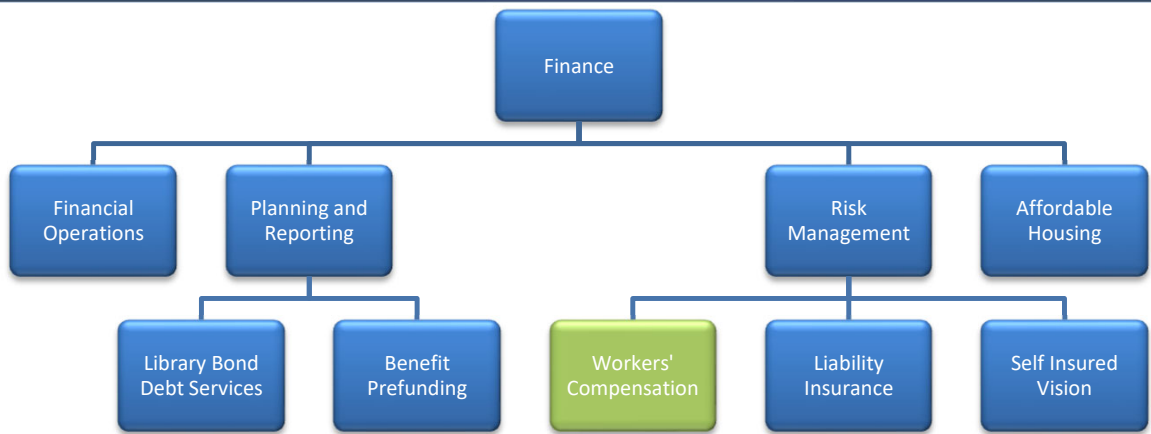 Finance
Financial
Operations
Planning and
Reporting
Risk
Management
Affordable
Housing
Library Bond
Debt Services
Benefit
Prefunding
Workers'
Compensation
Liability
Insurance
Self Insured
Vision